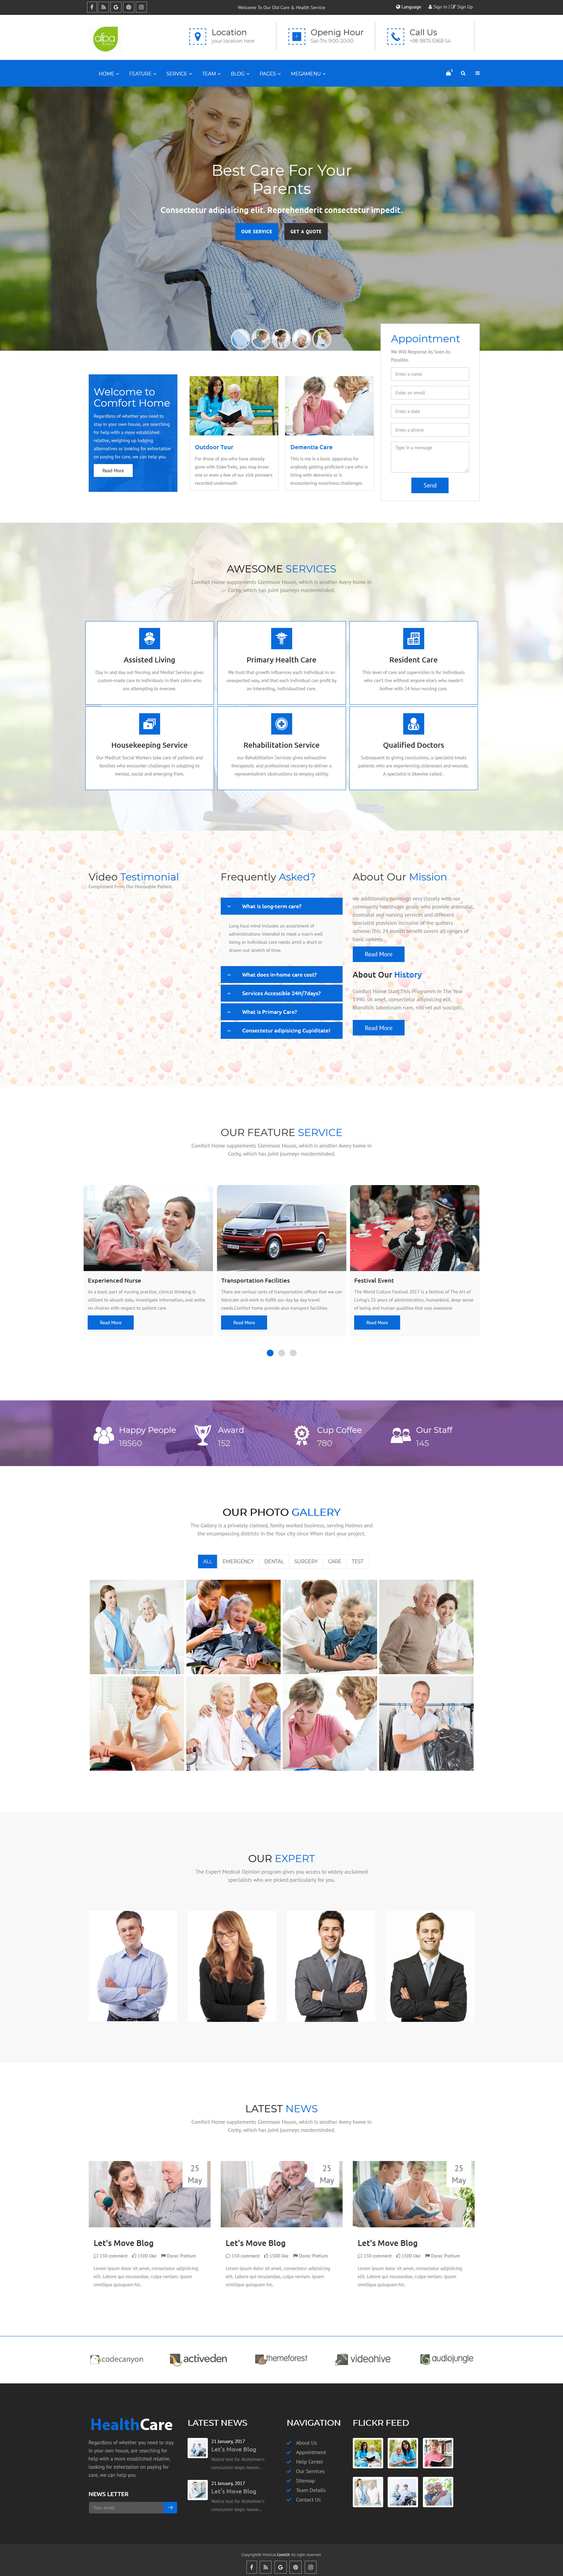 Welcome To Our Old Care & Health Service
Language Sign in | Sign Up
alba
Location
your location here
Openig Hour
Sat-Thi 9:00-20:00
Call Us
+98 9875 5968 54
HOME FEATURE SERVICE TEAM BLOG PAGES MEGAMENU
Best Care For Your
Parents
Consectetur adipisicing elit. Reprehenderit consectetur impedit.
OUR SERVICE GET A QUOTE
Appointment
We Will Response As Soon As
Possible.
Enter a name
Enter an email
Enter a date
Enter a phone
Type in a message
Send
Welcome to
Comfort Home
Regardless of whether you need to
stay in your own house, are searching
for help with a more established
relative, weighing up lodging
alternatives or looking for exhortation
on paying for care, we can help you.
Read More
Outdoor Tour
For those of you who have already
gone with ElderTreks, you may know
one or even a few of our visit pioneers
recorded underneath
Dementia Care
This is me is a basic apparatus for
anybody getting proficient care who is
living with dementia or is
encountering ineasiness challenges .
AWESOME SERVICES
Comfort Home supplements Glenmoor House, which is another Avery home in
Corby, which has joint journeys masterminded.
Assisted Living
Day in and day out Nursing and Medial Services gives
custom-made care to individuals in their cabin who
are attempting to oversee.
Primary Health Care
We trust that growth influences each individual in an
unexpected way, and that each individual can profit by
an interesting, individualized care.
Resident Care
This level of care and supervision is for individuals
who can't live without anyone else's who needn't
bother with 24 hour nursing care.
Housekeeping Service
Our Medical Social Workers take care of patients and
families who encounter challenges in adapting to
mental, social and emerging from.
Rehabilitation Service
our Rehabilitation Services gives exhaustive
therapeutic and professional recovery to deliver a
representative's obstructions to employ ability.
Qualified Doctors
Subsequent to giving conclusions, a specialist treats
patients who are experiencing sicknesses and wounds.
A specialist is likewise called .
Video Testimonial
Compliment From Our Honorable Patient.
Frequently Asked?
What is long-term care?
Long haul mind includes an assortment of
administrations intended to meet a man's well
being or individual care needs amid a short or
drawn out stretch of time.
What does in-home care cost?
Services Accessible 24H/7days?
What is Primary Care?
Consectetur adipisicing Cupiditate!
About Our Mission
We additionally paintings very closely with our
community healthcare group who provide antenatal,
postnatal and nursing services and different
specialist provision inclusive of the quitters
scheme.This 24 month benefit covers all ranges of
basic upkeep.
Read More
About Our History
Comfort Home Start This Programm In The Year
1990. sit amet, consectetur adipisicing elit.
Blanditiis laboriosam nam, nisi vel aut suscipit.
Read More
OUR FEATURE SERVICE
Comfort Home supplements Glenmoor House, which is another Avery home in
Corby, which has joint journeys masterminded.
Experienced Nurse
As a basic part of nursing practice, clinical thinking is
utilized to absorb data, investigate information, and settle
on choices with respect to patient care
Read More
Transportation Facilities
There are various sorts of transportation offices that we can
fabricate and work to fulfill our day by day travel
needs.Comfort home provide also transport facilities
Read More
Festival Event
The World Culture Festival 2017 is a festival of The Art of
Living's 25 years of administration, humankind, deep sense
of being and human qualities that was awesome
Read More
Happy People
18560
Award
152
Cup Coffee
780
Our Staff
145
OUR PHOTO GALLERY
The Gallery is a privately claimed, family worked business, serving Holmes and
the encompassing districts in the Your city since When start your project.
ALL EMERGENCY DENTAL SURGERY CARE TEST
OUR EXPERT
The Expert Medical Opinion program gives you access to widely acclaimed
specialists who are picked particularly for you.
LATEST NEWS
Comfort Home supplements Glenmoor House, which is another Avery home in
Corby, which has joint journeys masterminded.
25
May
Let's Move Blog
150 comment 1500 like Donec Pretium
Lorem ipsum dolor sit amet, consectetur adipisicing
elit. Labore qui recusandae, culpa veniam. Ipsum
similique quisquam hic.
25
May
Let's Move Blog
150 comment 1500 like Donec Pretium
Lorem ipsum dolor sit amet, consectetur adipisicing
elit. Labore qui recusandae, culpa veniam. Ipsum
similique quisquam hic.
25
May
Let's Move Blog
150 comment 1500 like Donec Pretium
Lorem ipsum dolor sit amet, consectetur adipisicing
elit. Labore qui recusandae, culpa veniam. Ipsum
similique quisquam hic.
codecanyon activeden themeforest videohive audiojungle
HealthCare
Regardless of whether you need to stay
in your own house, are searching for
help with a more established relative,
looking for exhortation on paying for
care, we can help you.
NEWS LETTER
Your email
LATEST NEWS
21 January, 2017
Let's Move Blog
Notice test for Alzheimer's
conclusion steps nearer...
21 January, 2017
Let's Move Blog
Notice test for Alzheimer's
conclusion steps nearer...
NAVIGATION
About Us
Appointment
Help Center
Our Services
Sitemap
Team Details
Contact Us
FLICKR FEED
Copyright© Medical CareUX All right reserved